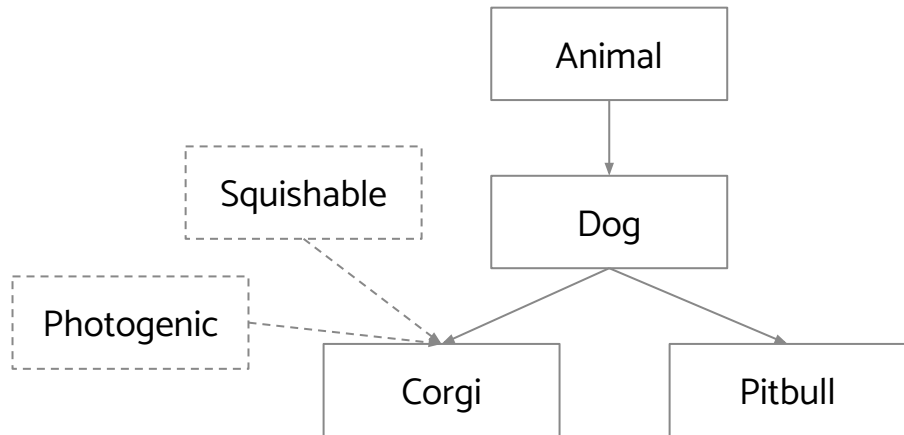 Animal
Squishable
Dog
Photogenic
Corgi
Pitbull